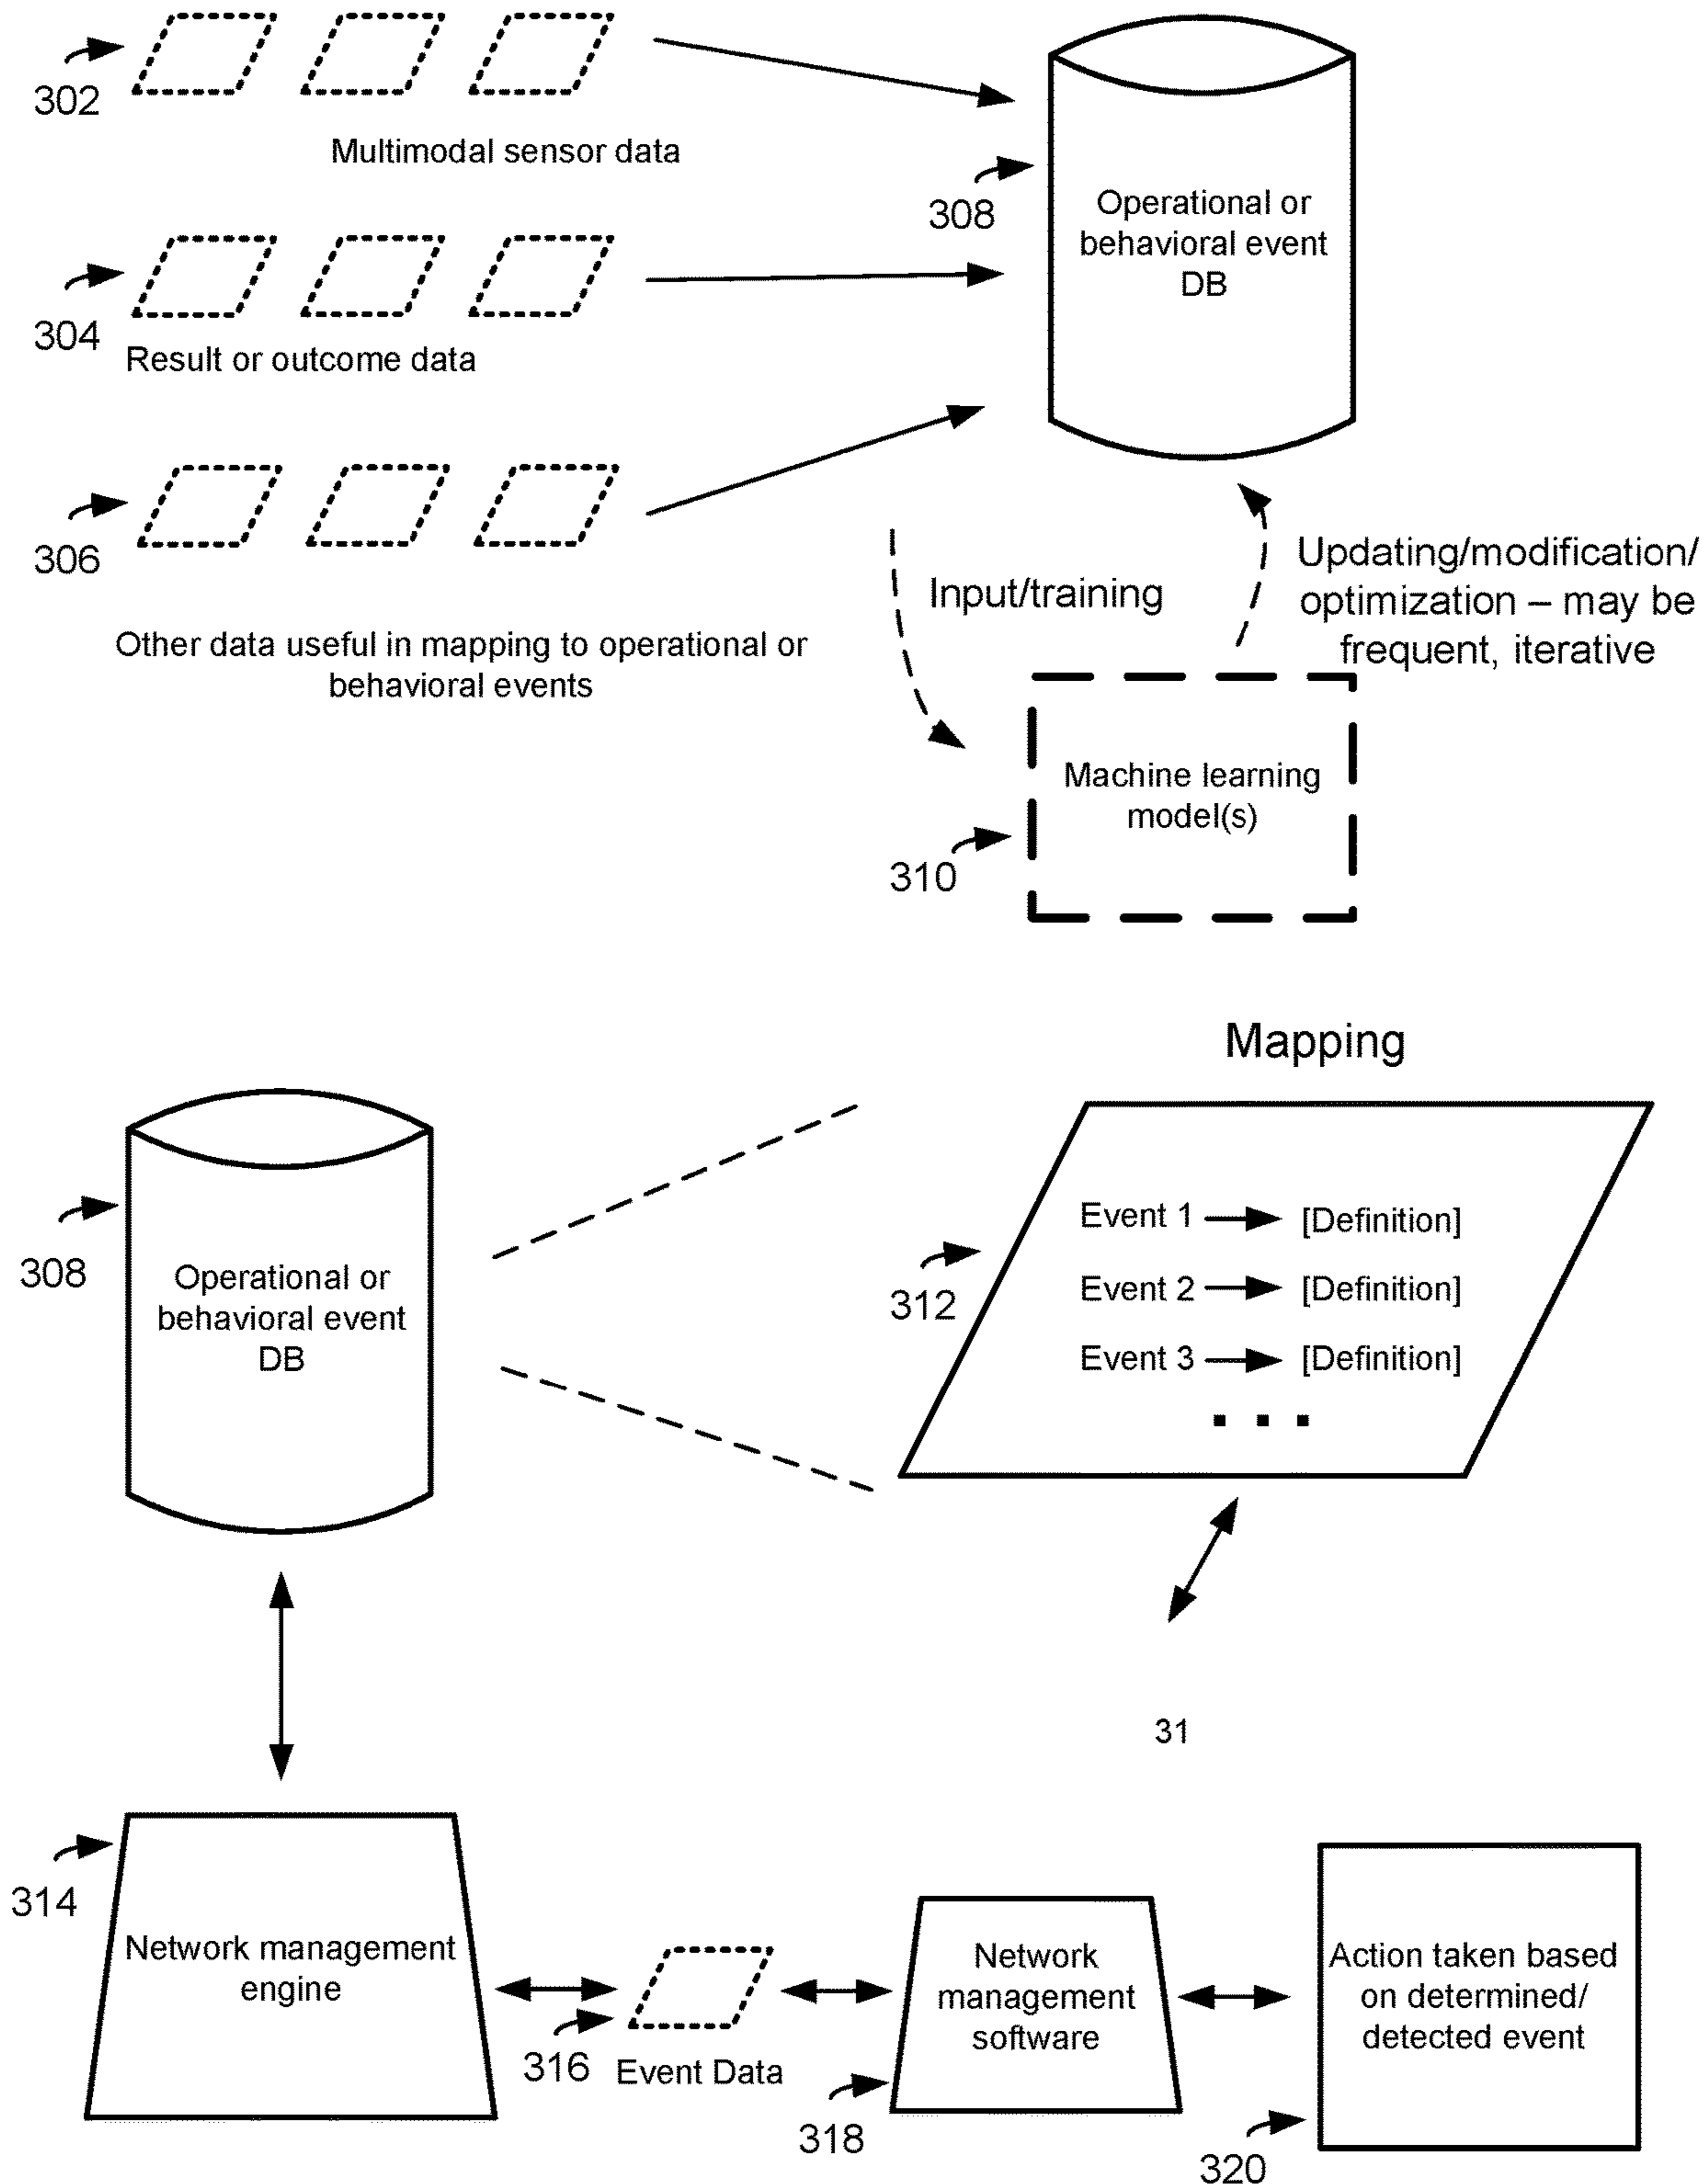 302
Multimodal sensor data
308
Operational or
behavioral event
DB
304
Result or outcome data
306
Other data useful in mapping to operational or
behavioral events
Input/training
Updating/modification/
optimization – may be
frequent, iterative
Machine learning
model(s)
310
Mapping
308
Operational or
behavioral event
DB
312
Event 1 [Definition]
Event 2 [Definition]
Event 3 [Definition]
. . .
31
314
Network management
engine
316
Event Data
Network
management
software
318
Action taken based
on determined/
detected event
320